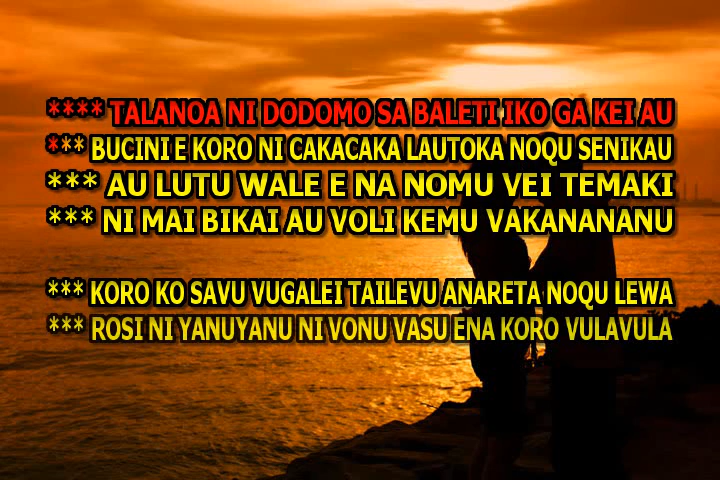 **** TALANOA NI DODOMO SA BALETI IKO GA KEI AU
*** BUCINI E KORO NI CAKACAKA LAUTOKA NOQU SENIKAU
*** AU LUTU WALE E NA NOMU VEI TEMAKI
*** NI MAI BIKAI AU VOLI KEMU VAKANANANU
*** KORO KO SAVU VUGALEI TAILEVU ANARETA NOQU LEWA
*** ROSI NI YANUYANU NI VONU VASU ENA KORO VULAVULA